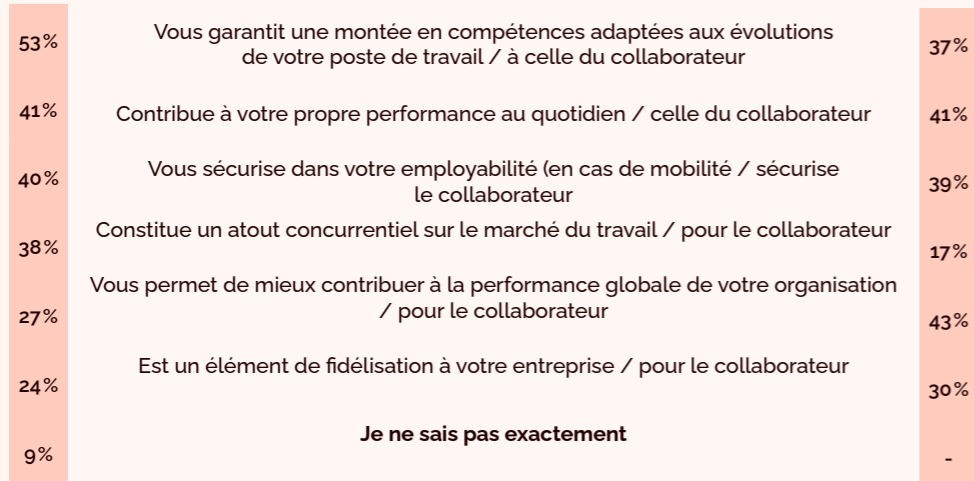 53%
Vous garantit une montée en compétences adaptées aux évolutions
de votre poste de travail / à celle du collaborateur
37%
41%
Contribue à votre propre performance au quotidien / celle du collaborateur
41%
40%
Vous sécurise dans votre employabilité (en cas de mobilité / sécurise
le collaborateur
39%
38%
Constitue un atout concurrentiel sur le marché du travail / pour le collaborateur
17%
27%
Vous permet de mieux contribuer à la performance globale de votre organisation
/ pour le collaborateur
43%
24%
Est un élément de fidélisation à votre entreprise / pour le collaborateur
30%
9%
Je ne sais pas exactement
-